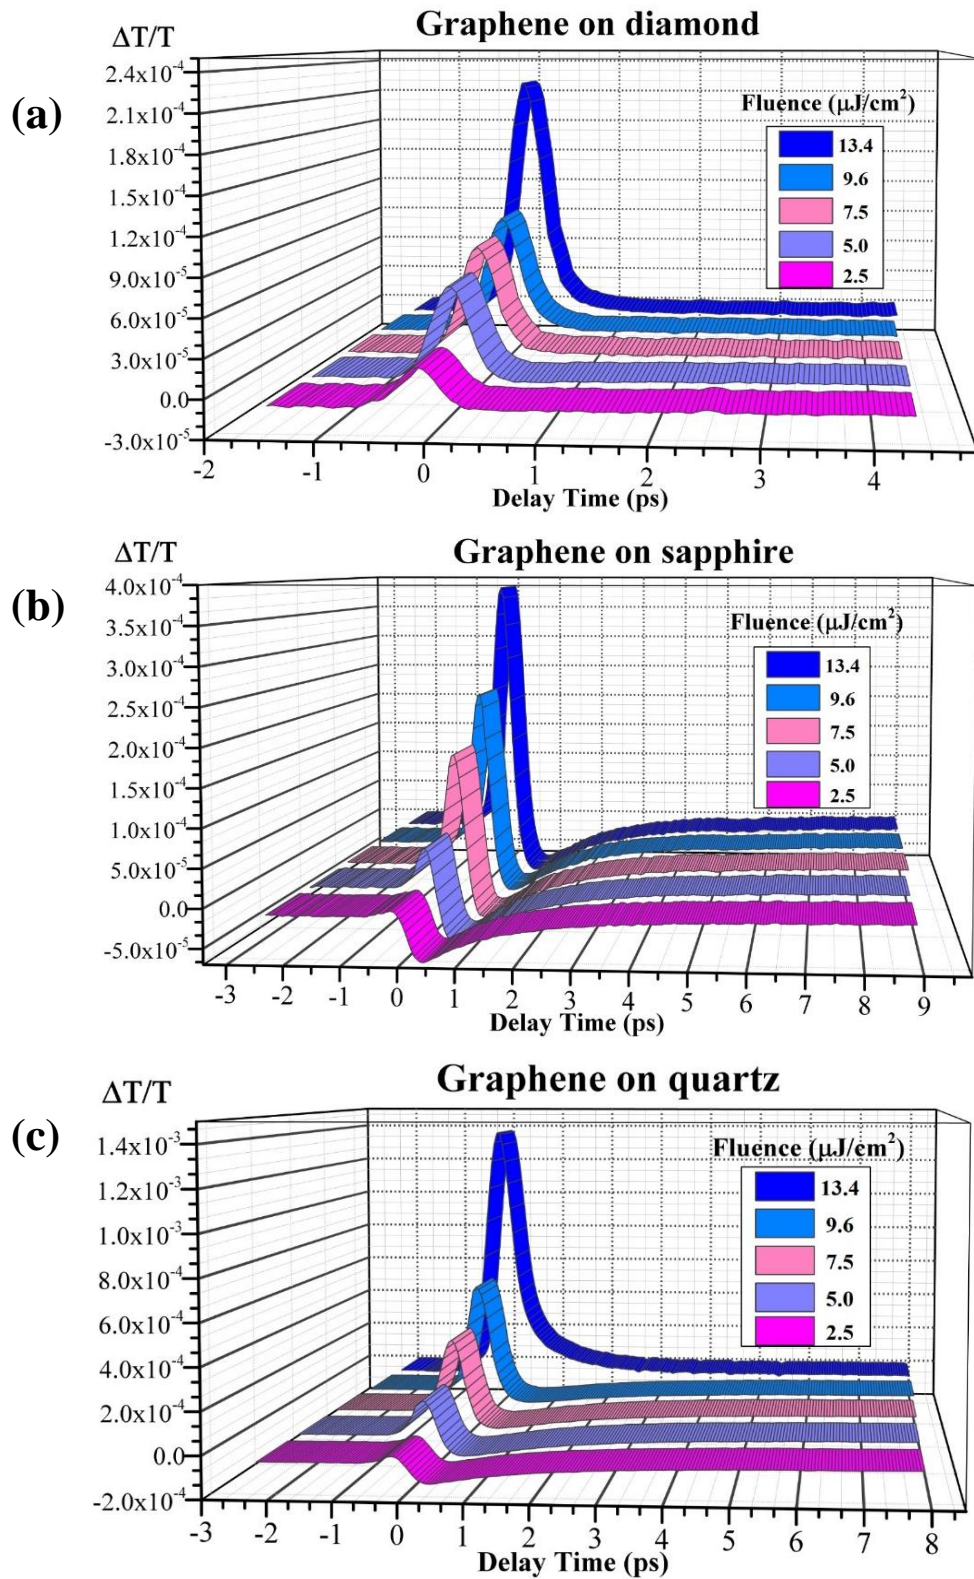 Graphene on diamond
ΔT/T
(a)
Fluence (μJ/cm²)
13.4
9.6
7.5
5.0
2.5
2.4x10⁻⁴
2.1x10⁻⁴
1.8x10⁻⁴
1.5x10⁻⁴
1.2x10⁻⁴
9.0x10⁻⁵
6.0x10⁻⁵
3.0x10⁻⁵
0.0
-3.0x10⁻⁵
-2 -1 0 1 2 3 4
Delay Time (ps)
Graphene on sapphire
ΔT/T
(b)
Fluence (μJ/cm²)
13.4
9.6
7.5
5.0
2.5
4.0x10⁻⁴
3.5x10⁻⁴
3.0x10⁻⁴
2.5x10⁻⁴
2.0x10⁻⁴
1.5x10⁻⁴
1.0x10⁻⁴
5.0x10⁻⁵
0.0
-5.0x10⁻⁵
-3 -2 -1 0 1 2 3 4 5 6 7 8 9
Delay Time (ps)
Graphene on quartz
ΔT/T
(c)
Fluence (μJ/cm²)
13.4
9.6
7.5
5.0
2.5
1.4x10⁻³
1.2x10⁻³
1.0x10⁻³
8.0x10⁻⁴
6.0x10⁻⁴
4.0x10⁻⁴
2.0x10⁻⁴
0.0
-2.0x10⁻⁴
-3 -2 -1 0 1 2 3 4 5 6 7 8
Delay Time (ps)